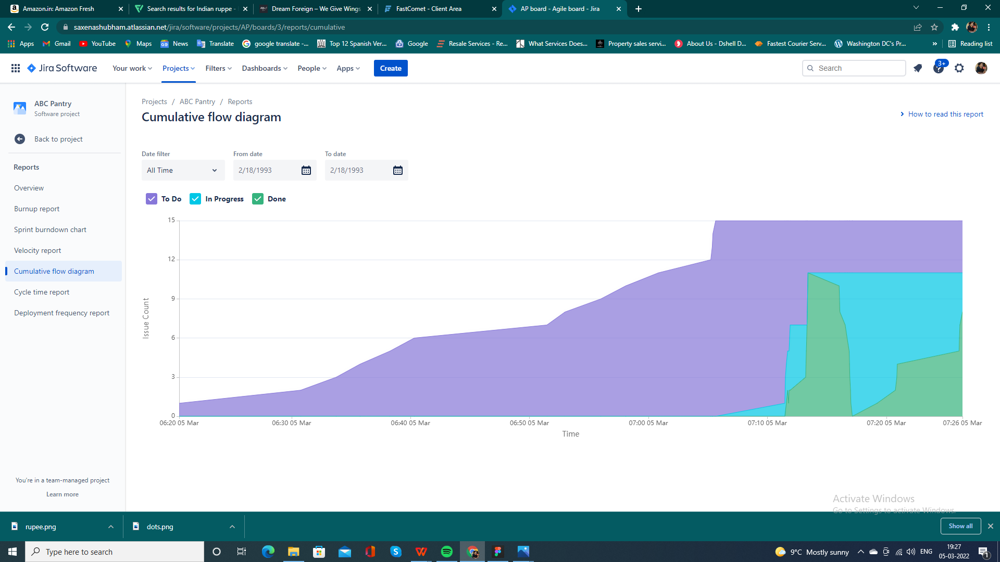 Amazon.in: Amazon Fresh
Search results for Indian ruppe -
Dream Foreign – We Give Wings
FastComet - Client Area
AP board - Agile board - Jira
saxenashubham.atlassian.net/jira/software/projects/AP/boards/3/reports/cumulative
Apps
Gmail
YouTube
Maps
News
Translate
google translate -...
Top 12 Spanish Ver...
Google
Resale Services - Re...
What Services Does...
Property sales servi...
About Us - Dshell D...
Fastest Courier Serv...
Washington DC's Pr...
»
Reading list
Jira Software
Your work
Projects
Filters
Dashboards
People
Apps
Create
Search
3+
ABC Pantry
Software project
Back to project
Reports
Overview
Burnup report
Sprint burndown chart
Velocity report
Cumulative flow diagram
Cycle time report
Deployment frequency report
You're in a team-managed project
Learn more
Projects / ABC Pantry / Reports
Cumulative flow diagram
How to read this report
Date filter
From date
To date
All Time
2/18/1993
2/18/1993
To Do
In Progress
Done
15
12
9
6
3
0
Issue Count
06:20 05 Mar
06:30 05 Mar
06:40 05 Mar
06:50 05 Mar
07:00 05 Mar
07:10 05 Mar
07:20 05 Mar
07:26 05 Mar
Time
Activate Windows
Go to Settings to activate Windows.
rupee.png
dots.png
Show all
Type here to search
9°C Mostly sunny
ENG
19:27
05-03-2022
1